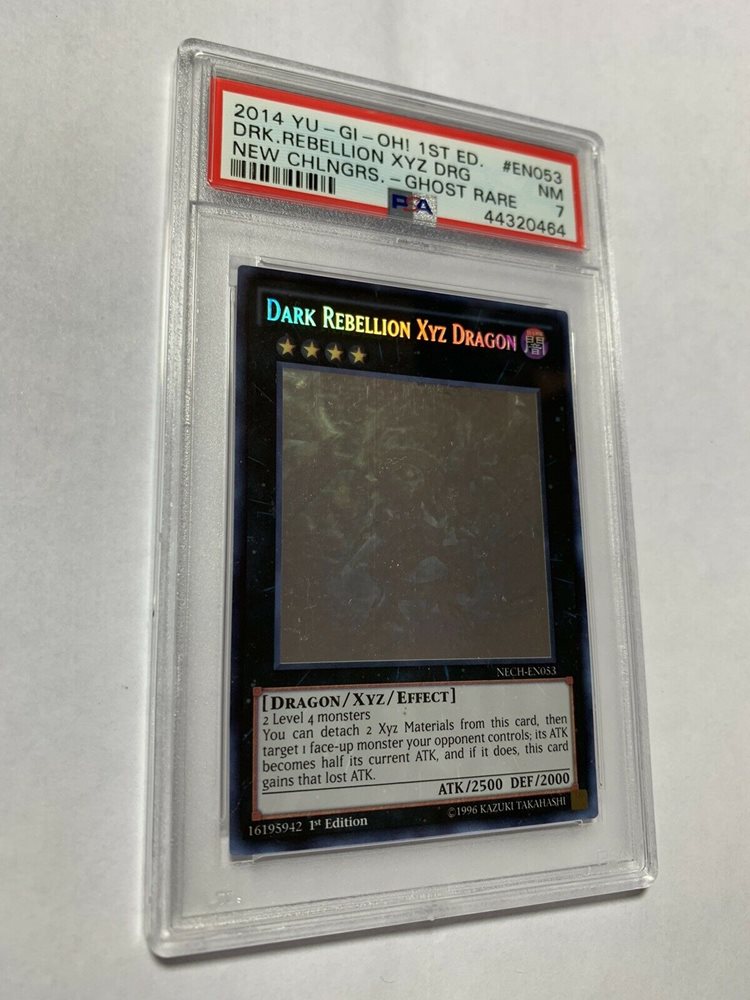 2014 YU-GI-OH! 1ST ED. #EN053
DRK.REBELLION XYZ DRG NM
NEW CHLNGRS.-GHOST RARE 7
PSA 44320464
DARK REBELLION XYZ DRAGON 闇
NECH-EN053
[DRAGON/XYZ/EFFECT]
2 Level 4 monsters
You can detach 2 Xyz Materials from this card, then
target 1 face-up monster your opponent controls; its ATK
becomes half its current ATK, and if it does, this card
gains that lost ATK.
ATK/2500 DEF/2000
16195942 1st Edition ©1996 KAZUKI TAKAHASHI